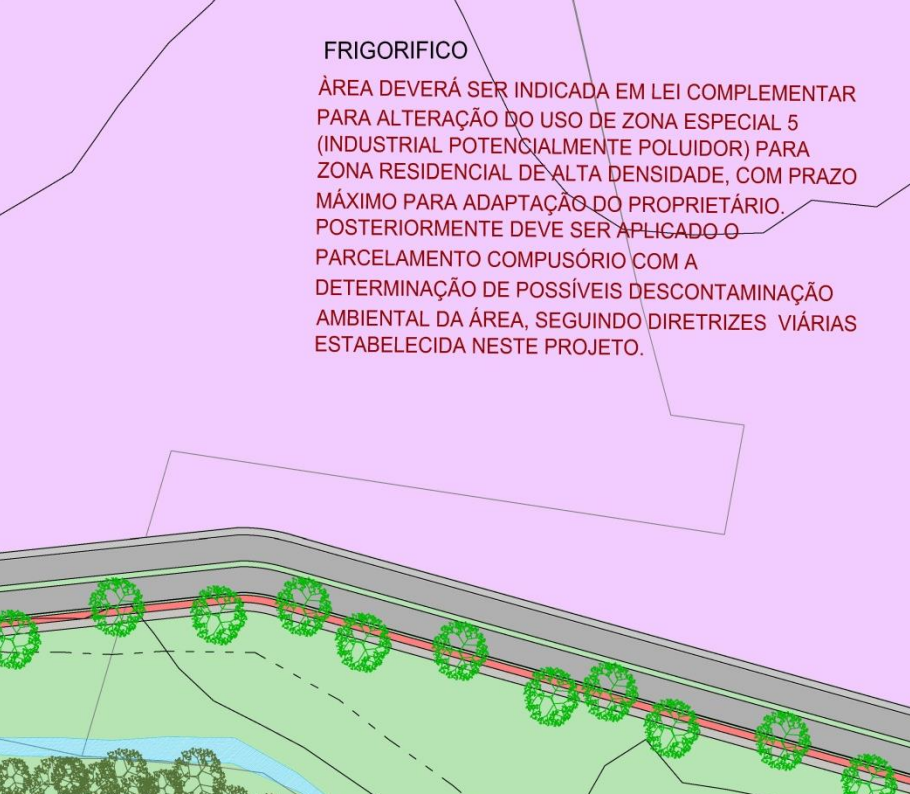 FRIGORIFICO
ÀREA DEVERÁ SER INDICADA EM LEI COMPLEMENTAR
PARA ALTERAÇÃO DO USO DE ZONA ESPECIAL 5
(INDUSTRIAL POTENCIALMENTE POLUIDOR) PARA
ZONA RESIDENCIAL DE ALTA DENSIDADE, COM PRAZO
MÁXIMO PARA ADAPTAÇÃO DO PROPRIETÁRIO.
POSTERIORMENTE DEVE SER APLICADO O
PARCELAMENTO COMPUSÓRIO COM A
DETERMINAÇÃO DE POSSÍVEIS DESCONTAMINAÇÃO
AMBIENTAL DA ÁREA, SEGUINDO DIRETRIZES VIÁRIAS
ESTABELECIDA NESTE PROJETO.